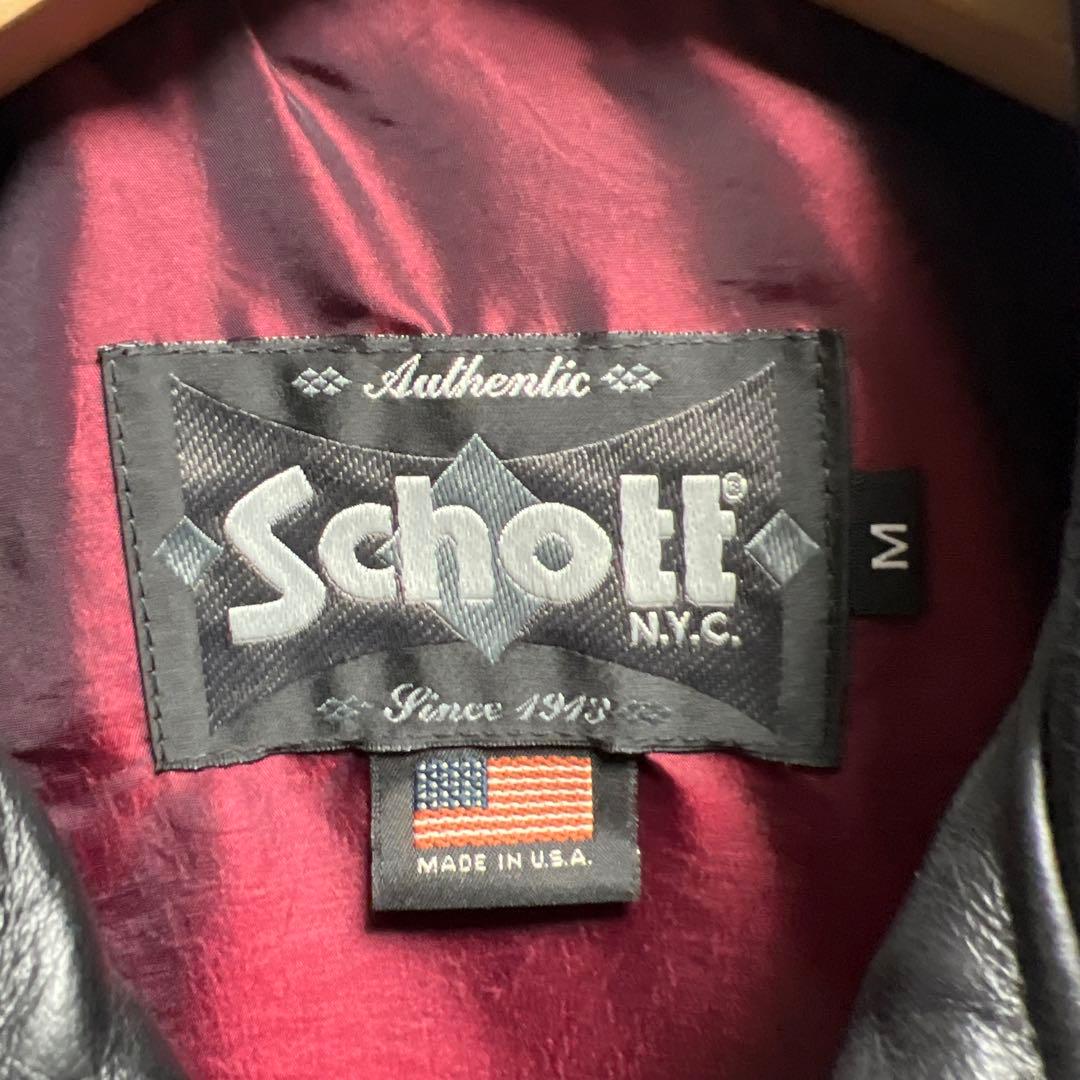 Authentic
Schott®
N.Y.C.
M
Since 1913
MADE IN U.S.A.